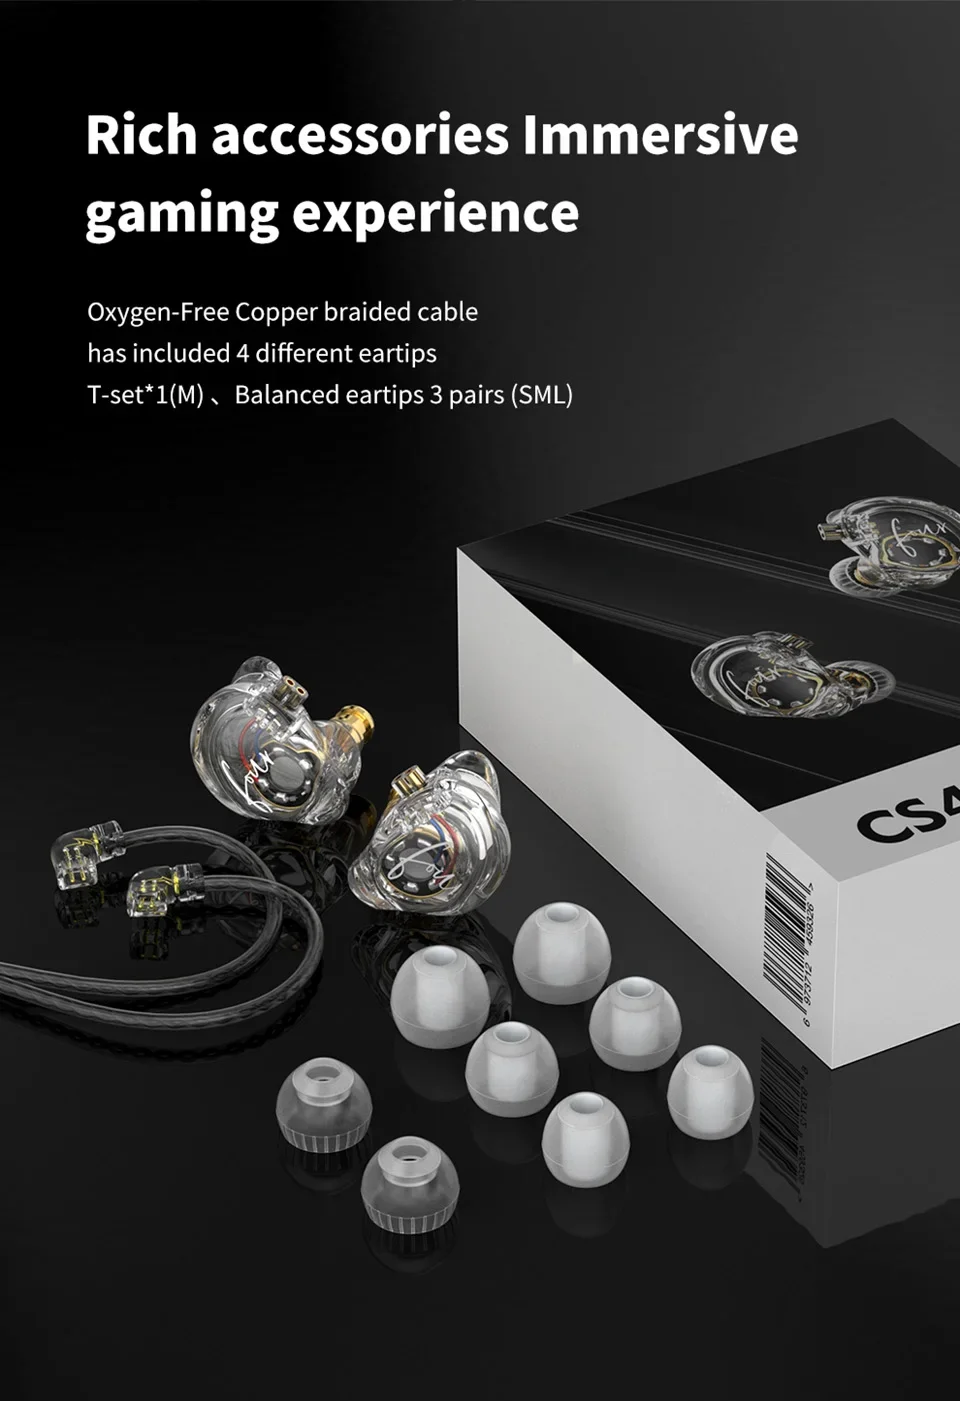 Rich accessories Immersive
gaming experience
Oxygen-Free Copper braided cable
has included 4 different eartips
T-set*1(M) 、Balanced eartips 3 pairs (SML)
CS4